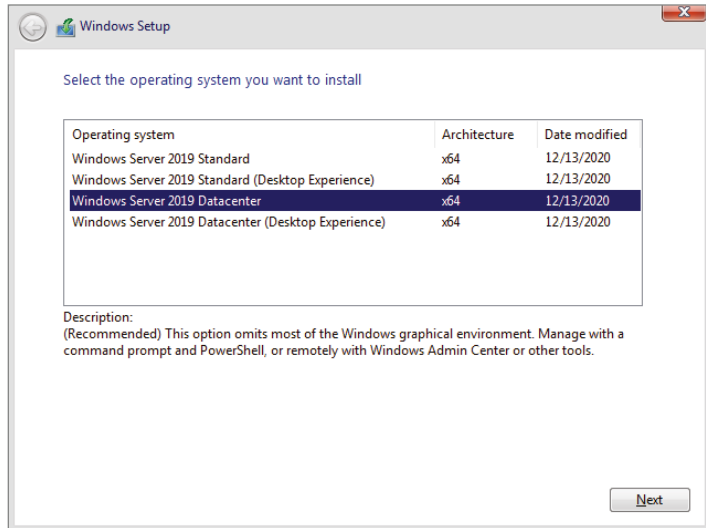 Windows Setup
Select the operating system you want to install
Operating system Architecture Date modified
Windows Server 2019 Standard x64 12/13/2020
Windows Server 2019 Standard (Desktop Experience) x64 12/13/2020
Windows Server 2019 Datacenter x64 12/13/2020
Windows Server 2019 Datacenter (Desktop Experience) x64 12/13/2020
Description:
(Recommended) This option omits most of the Windows graphical environment. Manage with a
command prompt and PowerShell, or remotely with Windows Admin Center or other tools.
Next